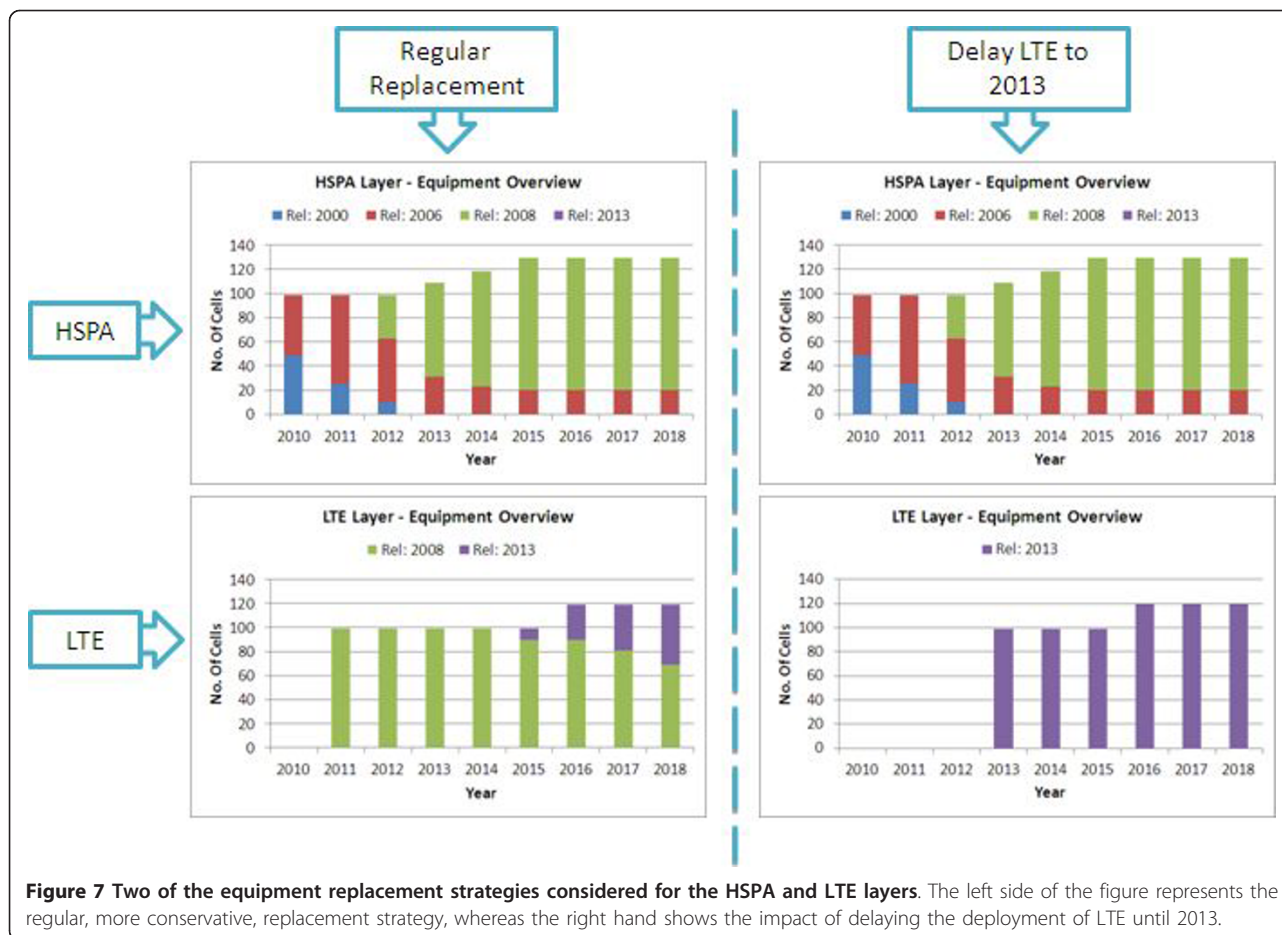 Regular
Replacement
Delay LTE to
2013
HSPA
HSPA Layer - Equipment Overview
Rel: 2000 Rel: 2006 Rel: 2008 Rel: 2013
No. Of Cells
140
120
100
80
60
40
20
0
2010 2011 2012 2013 2014 2015 2016 2017 2018
Year
HSPA Layer - Equipment Overview
Rel: 2000 Rel: 2006 Rel: 2008 Rel: 2013
No. Of Cells
140
120
100
80
60
40
20
0
2010 2011 2012 2013 2014 2015 2016 2017 2018
Year
LTE
LTE Layer - Equipment Overview
Rel: 2008 Rel: 2013
No. Of Cells
140
120
100
80
60
40
20
0
2010 2011 2012 2013 2014 2015 2016 2017 2018
Year
LTE Layer - Equipment Overview
Rel: 2013
No. Of Cells
140
120
100
80
60
40
20
0
2010 2011 2012 2013 2014 2015 2016 2017 2018
Year
Figure 7 Two of the equipment replacement strategies considered for the HSPA and LTE layers. The left side of the figure represents the
regular, more conservative, replacement strategy, whereas the right hand shows the impact of delaying the deployment of LTE until 2013.